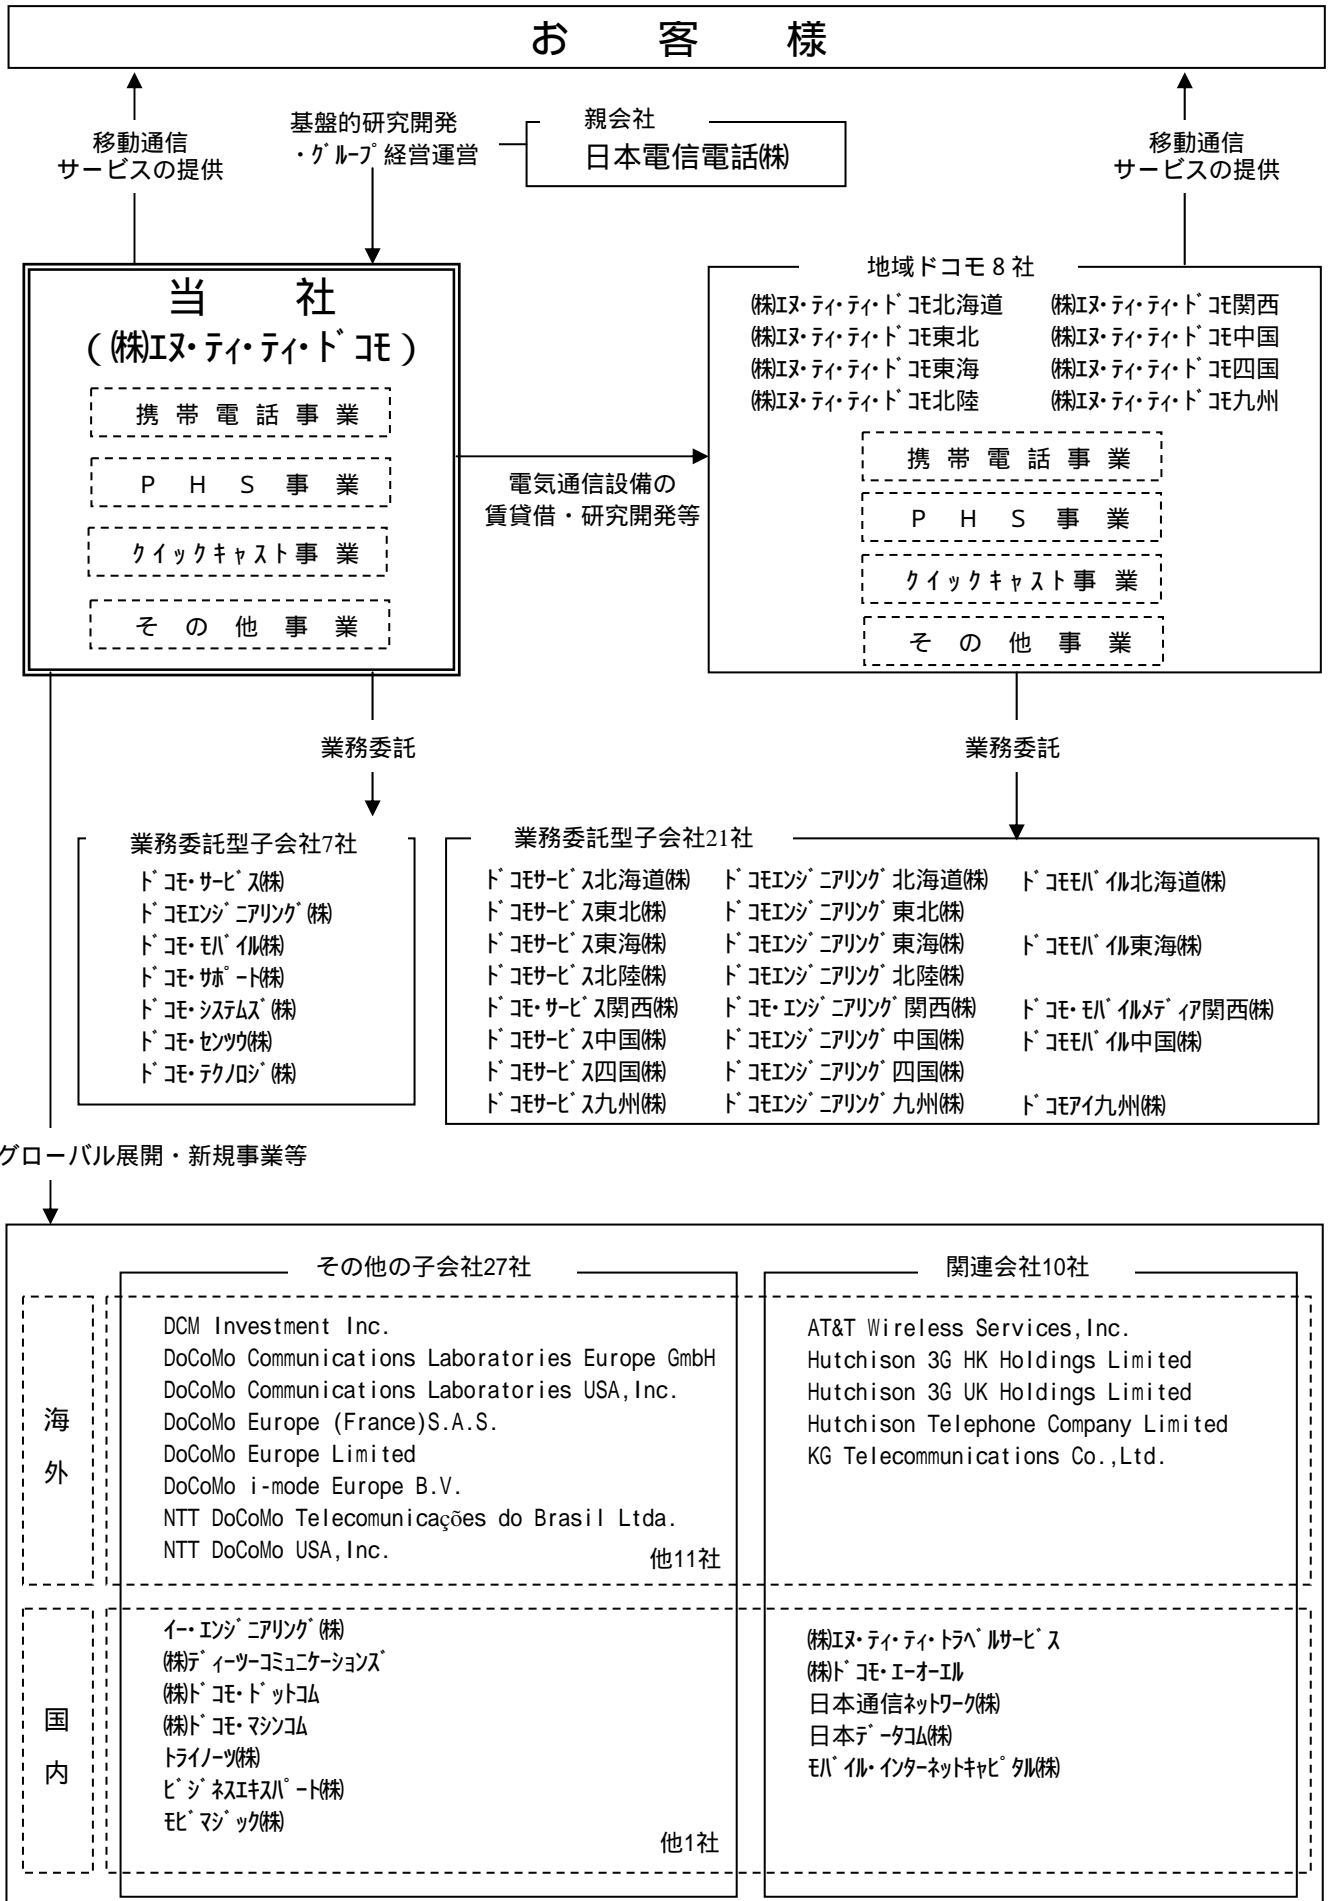 お客様
移動通信
サービスの提供
基盤的研究開発
・グループ経営運営
親会社
日本電信電話㈱
移動通信
サービスの提供
当社
(㈱エヌ・ティ・ティ・ドコモ)
携帯電話事業
PHS事業
クイックキャスト事業
その他事業
電気通信設備の
賃貸借・研究開発等
地域ドコモ8社
㈱エヌ・ティ・ティ・ドコモ北海道 ㈱エヌ・ティ・ティ・ドコモ関西
㈱エヌ・ティ・ティ・ドコモ東北 ㈱エヌ・ティ・ティ・ドコモ中国
㈱エヌ・ティ・ティ・ドコモ東海 ㈱エヌ・ティ・ティ・ドコモ四国
㈱エヌ・ティ・ティ・ドコモ北陸 ㈱エヌ・ティ・ティ・ドコモ九州
携帯電話事業
PHS事業
クイックキャスト事業
その他事業
業務委託
業務委託
業務委託型子会社7社
ドコモ・サービス㈱
ドコモエンジニアリング㈱
ドコモ・モバイル㈱
ドコモ・サポート㈱
ドコモ・システムズ㈱
ドコモ・センツウ㈱
ドコモ・テクノロジ㈱
業務委託型子会社21社
ドコモサービス北海道㈱ ドコモエンジニアリング北海道㈱ ドコモモバイル北海道㈱
ドコモサービス東北㈱ ドコモエンジニアリング東北㈱
ドコモサービス東海㈱ ドコモエンジニアリング東海㈱ ドコモモバイル東海㈱
ドコモサービス北陸㈱ ドコモエンジニアリング北陸㈱
ドコモ・サービス関西㈱ ドコモ・エンジニアリング関西㈱ ドコモ・モバイルメディア関西㈱
ドコモサービス中国㈱ ドコモエンジニアリング中国㈱ ドコモモバイル中国㈱
ドコモサービス四国㈱ ドコモエンジニアリング四国㈱
ドコモサービス九州㈱ ドコモエンジニアリング九州㈱ ドコモアイ九州㈱
グローバル展開・新規事業等
その他の子会社27社
関連会社10社
海外
DCM Investment Inc.
DoCoMo Communications Laboratories Europe GmbH
DoCoMo Communications Laboratories USA,Inc.
DoCoMo Europe (France)S.A.S.
DoCoMo Europe Limited
DoCoMo i-mode Europe B.V.
NTT DoCoMo Telecomunicações do Brasil Ltda.
NTT DoCoMo USA,Inc.
他11社
AT&T Wireless Services,Inc.
Hutchison 3G HK Holdings Limited
Hutchison 3G UK Holdings Limited
Hutchison Telephone Company Limited
KG Telecommunications Co.,Ltd.
国内
イー・エンジニアリング㈱
㈱ディーツーコミュニケーションズ
㈱ドコモ・ドットコム
㈱ドコモ・マシンコム
トライノーツ㈱
ビジネスエキスパート㈱
モビマジック㈱
他1社
㈱エヌ・ティ・ティ・トラベルサービス
㈱ドコモ・エーオーエル
日本通信ネットワーク㈱
日本データコム㈱
モバイル・インターネットキャピタル㈱